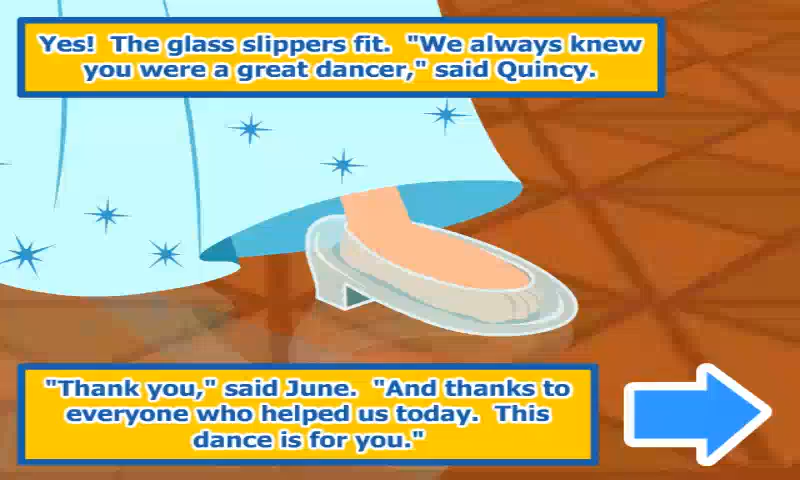 Yes!  The glass slippers fit.  "We always knew
you were a great dancer," said Quincy.
"Thank you," said June.  "And thanks to
everyone who helped us today.  This
dance is for you."